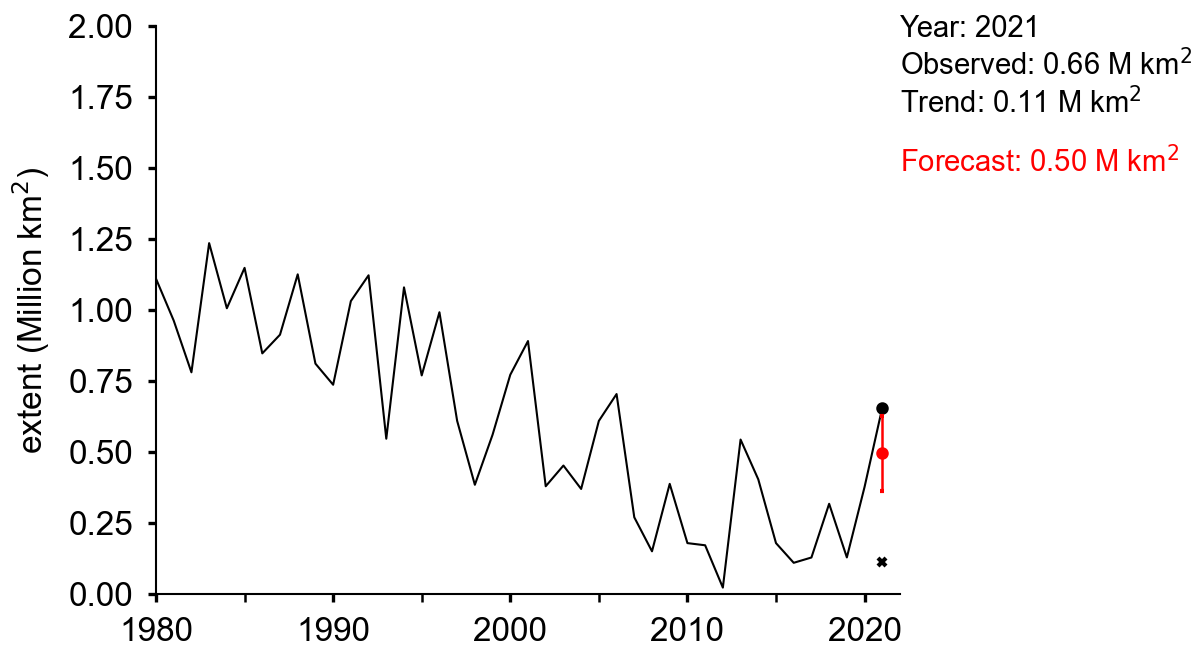 2.00
1.75
1.50
1.25
1.00
0.75
0.50
0.25
0.00
extent (Million km²)
1980
1990
2000
2010
2020
Year: 2021
Observed: 0.66 M km²
Trend: 0.11 M km²
Forecast: 0.50 M km²